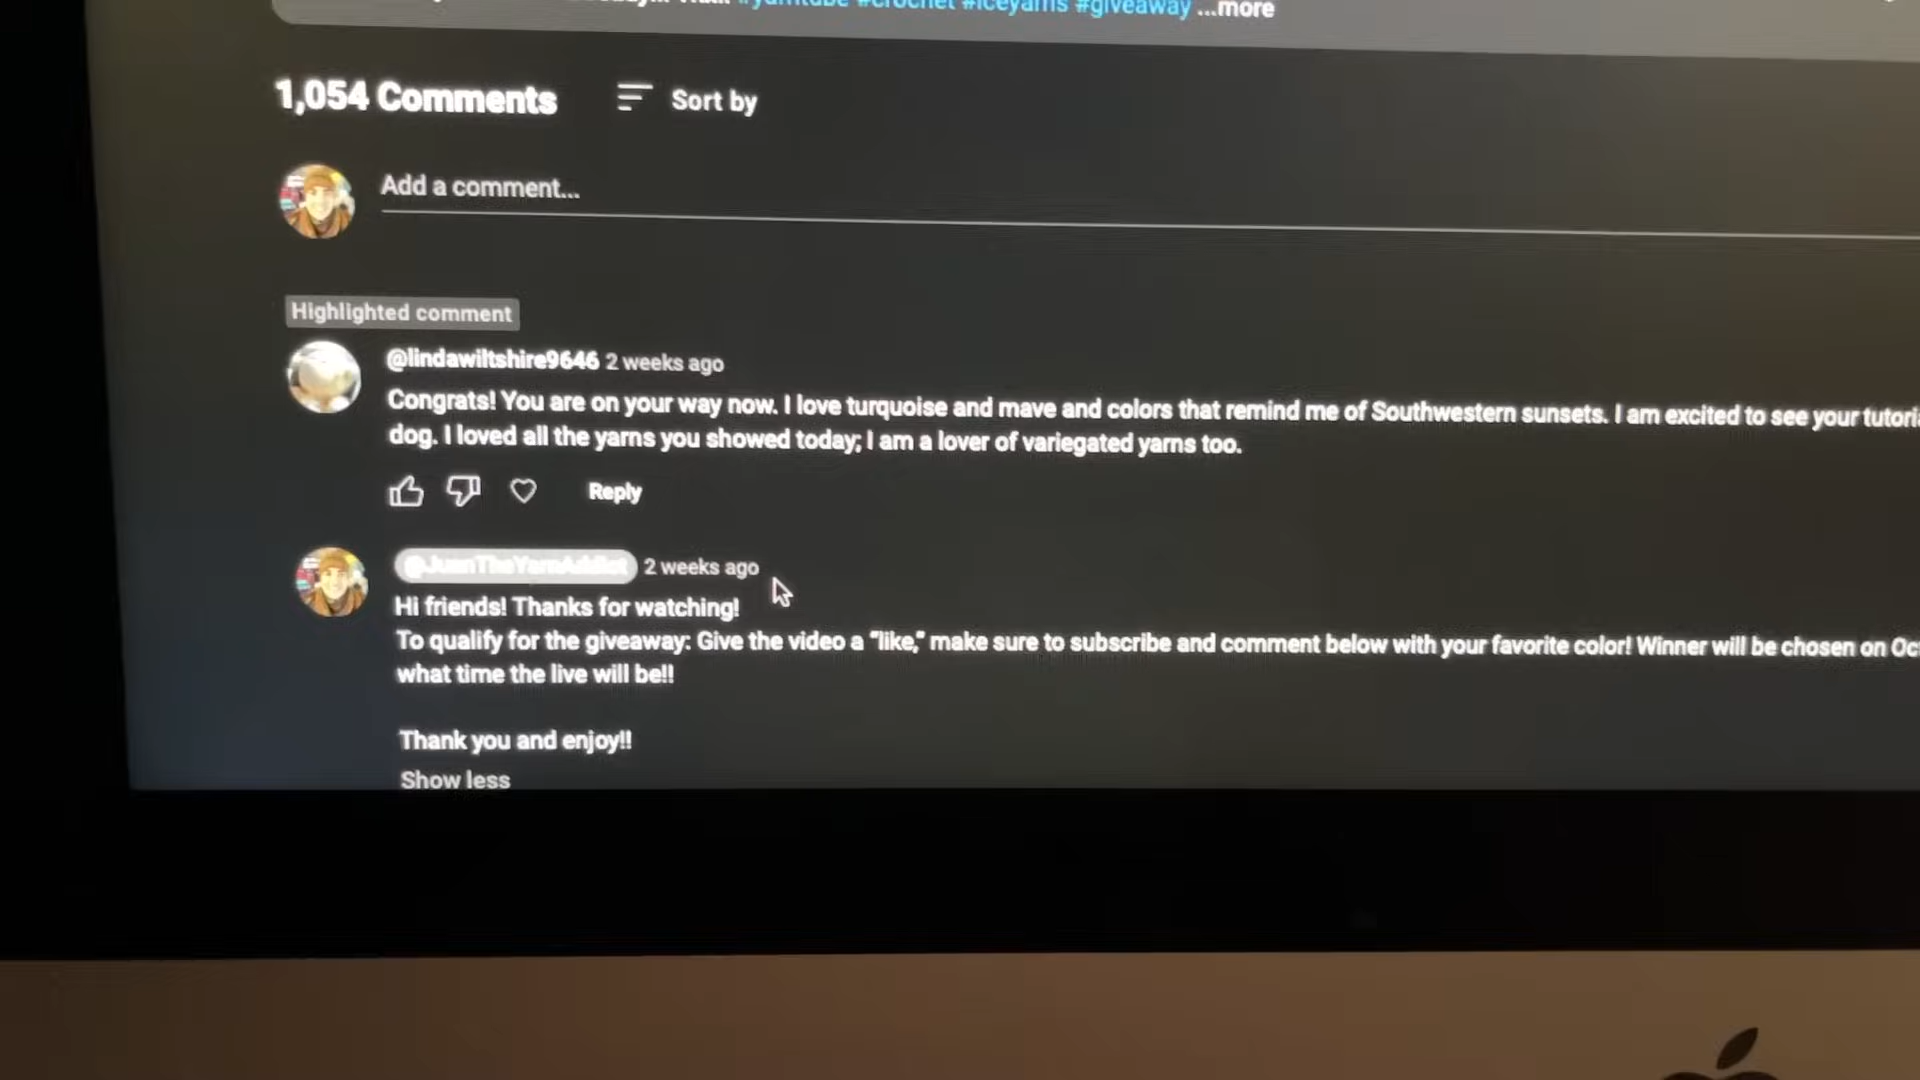 #crochet #iceyarns #giveaway ...more
1,054 Comments
Sort by
Add a comment...
Highlighted comment
@lindawiltshire9646 2 weeks ago
Congrats! You are on your way now. I love turquoise and mave and colors that remind me of Southwestern sunsets. I am excited to see your tutori
dog. I loved all the yarns you showed today; I am a lover of variegated yarns too.
Reply
@JuanTheYarnAddict 2 weeks ago
Hi friends! Thanks for watching!
To qualify for the giveaway: Give the video a "like," make sure to subscribe and comment below with your favorite color! Winner will be chosen on Oc
what time the live will be!!
Thank you and enjoy!!
Show less